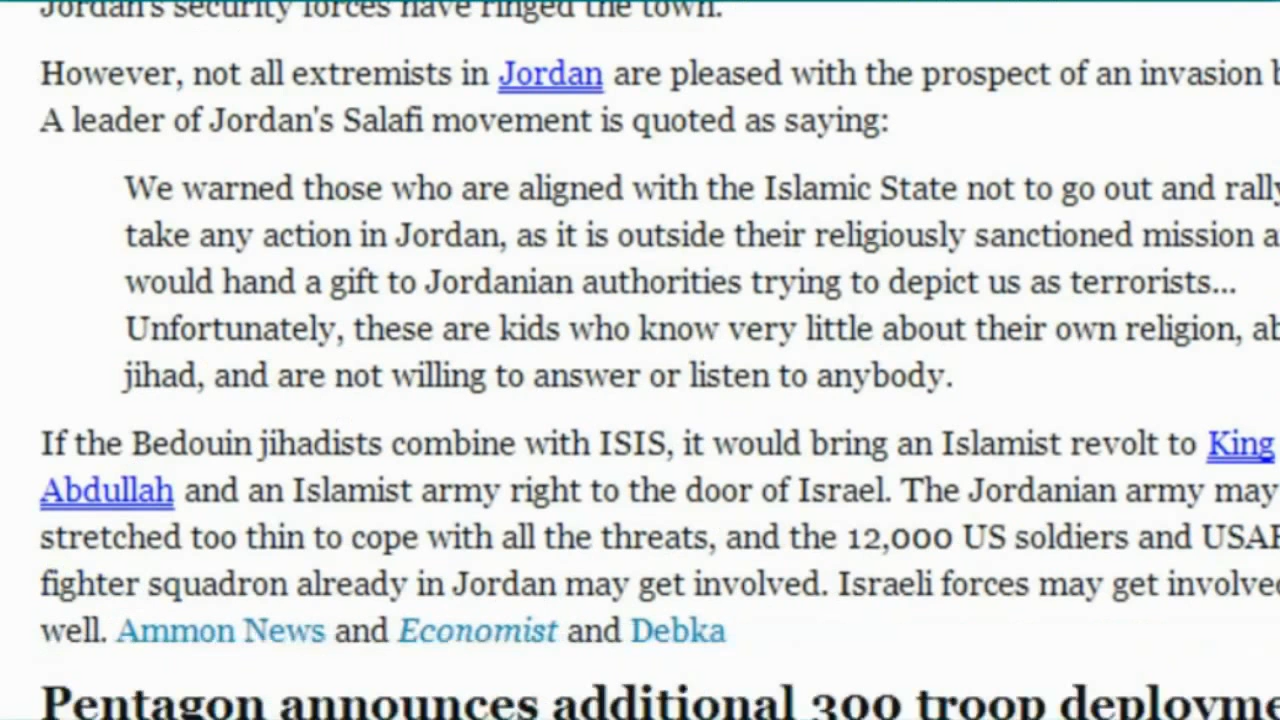 Jordan's security forces have ringed the town.
However, not all extremists in Jordan are pleased with the prospect of an invasion
A leader of Jordan's Salafi movement is quoted as saying:
We warned those who are aligned with the Islamic State not to go out and rally
take any action in Jordan, as it is outside their religiously sanctioned mission
would hand a gift to Jordanian authorities trying to depict us as terrorists...
Unfortunately, these are kids who know very little about their own religion,
jihad, and are not willing to answer or listen to anybody.
If the Bedouin jihadists combine with ISIS, it would bring an Islamist revolt to King
Abdullah and an Islamist army right to the door of Israel. The Jordanian army may
stretched too thin to cope with all the threats, and the 12,000 US soldiers and
fighter squadron already in Jordan may get involved. Israeli forces may get involved
well. Ammon News and Economist and Debka
Pentagon announces additional 300 troop